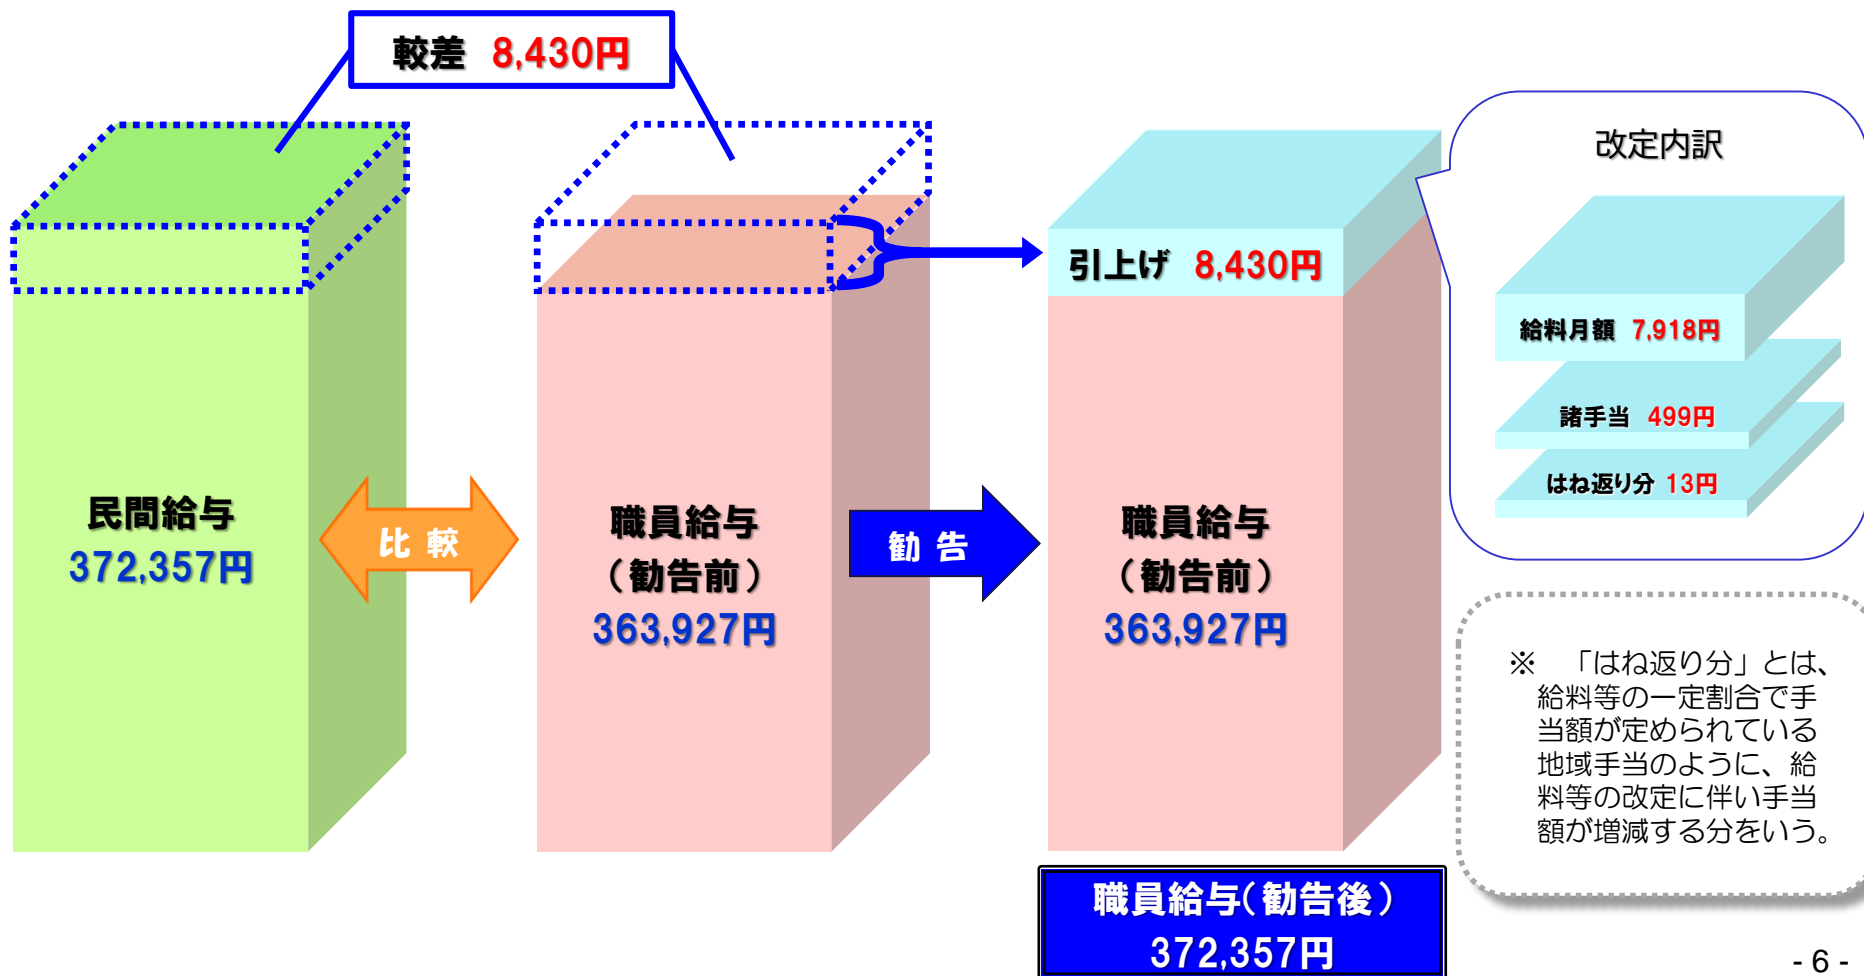 較差 8,430円
民間給与
372,357円
比 較
職員給与
(勧告前)
363,927円
勧 告
引上げ 8,430円
職員給与
(勧告前)
363,927円
職員給与(勧告後)
372,357円
改定内訳
給料月額 7,918円
諸手当 499円
はね返り分 13円
※ 「はね返り分」とは、
給料等の一定割合で手
当額が定められている
地域手当のように、給
料等の改定に伴い手当
額が増減する分をいう。
- 6 -